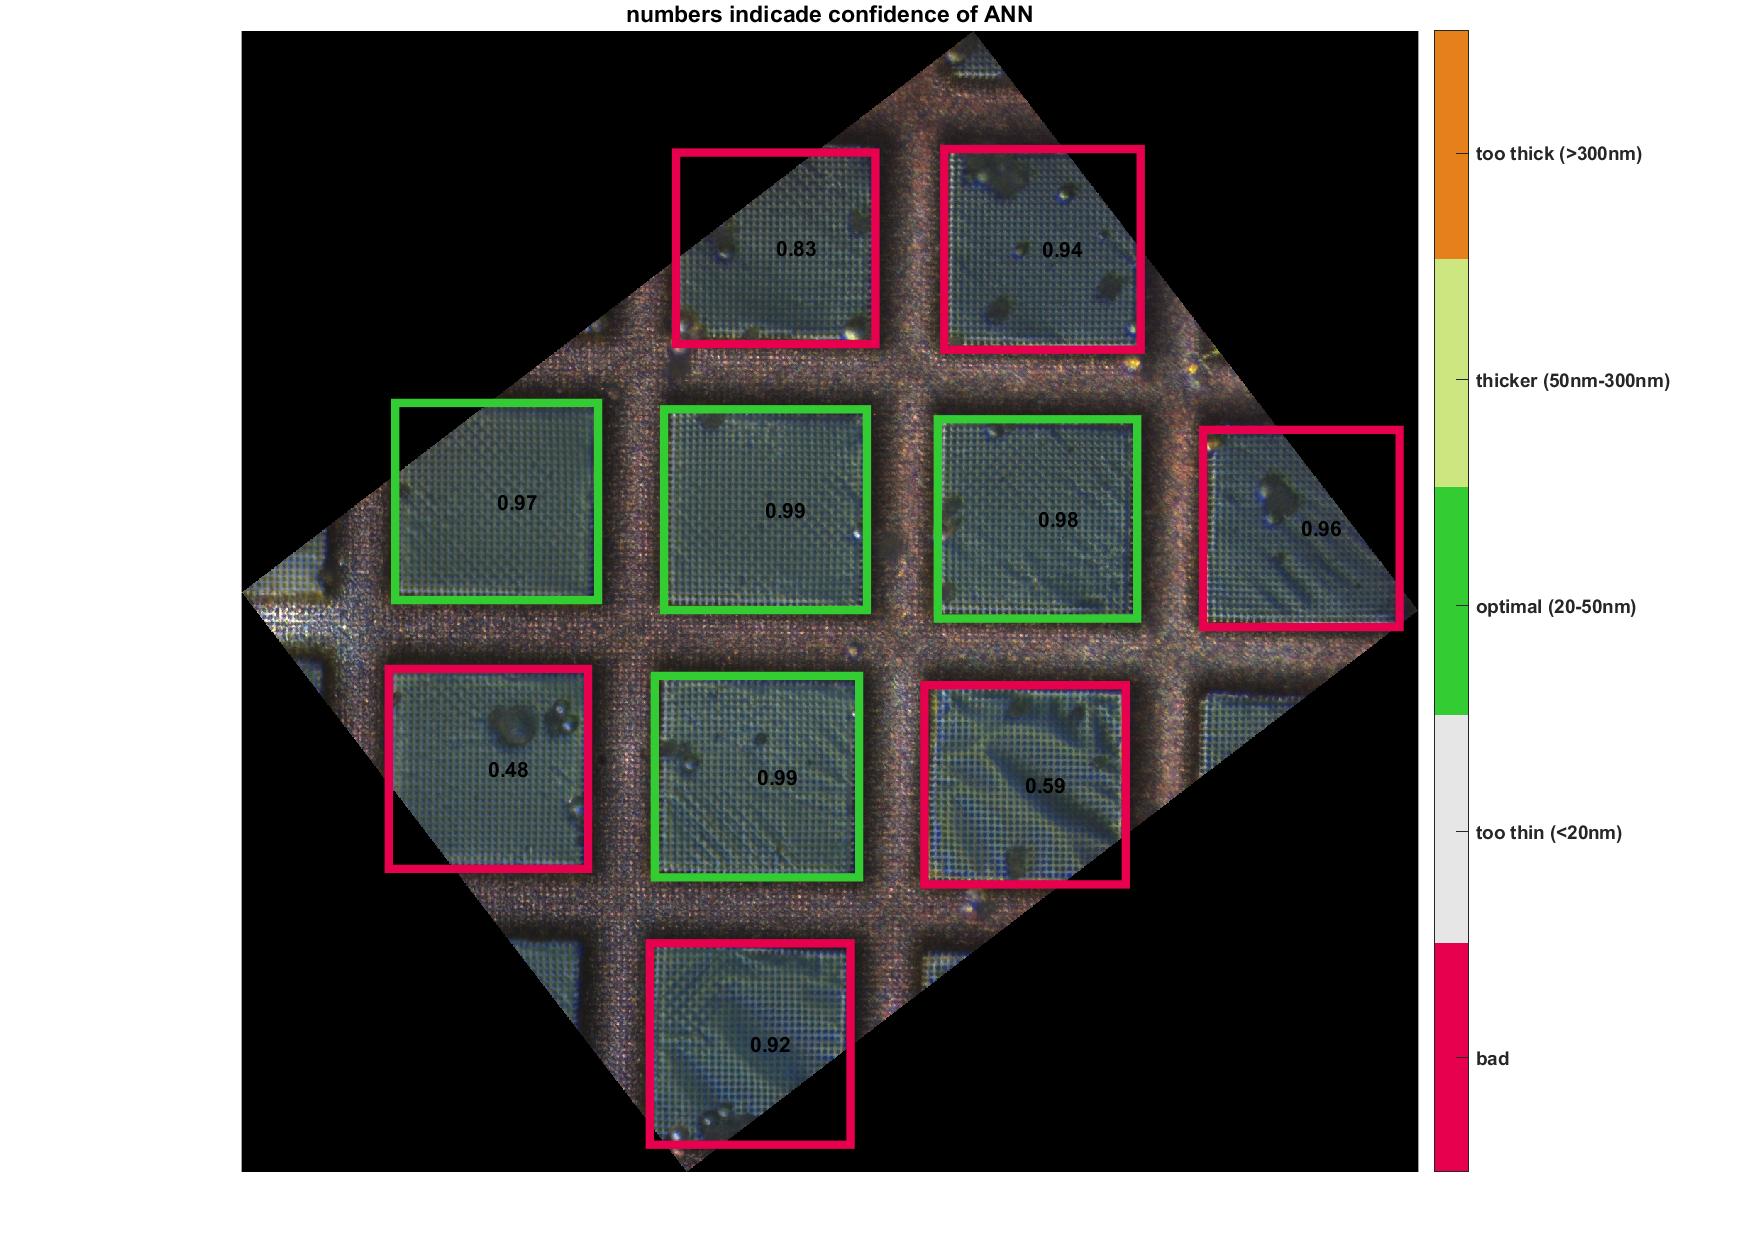 numbers indicade confidence of ANN
0.83
0.94
0.97
0.99
0.98
0.96
0.48
0.99
0.59
0.92
too thick (>300nm)
thicker (50nm-300nm)
optimal (20-50nm)
too thin (<20nm)
bad